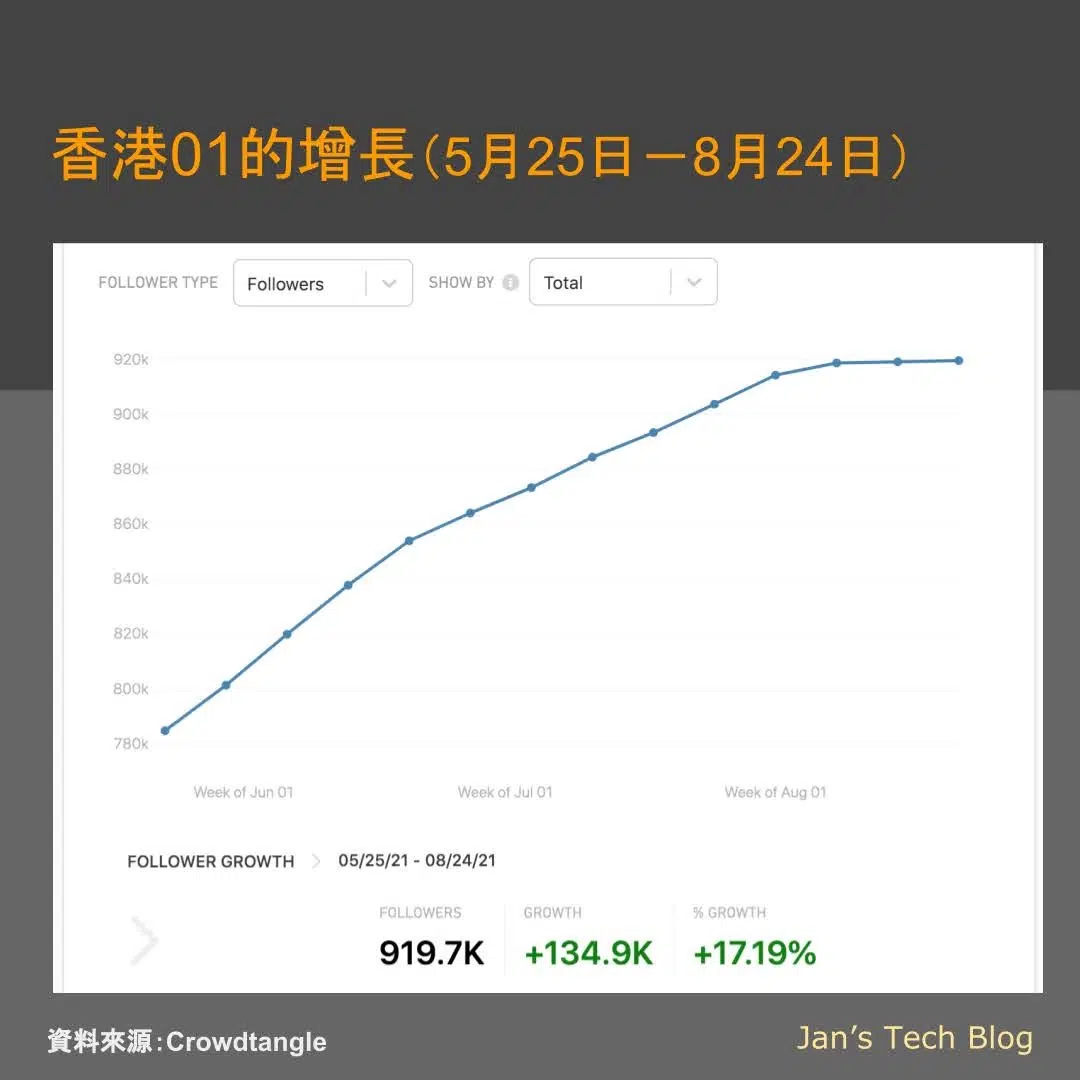 香港01的增長（5月25日－8月24日）
FOLLOWER TYPE Followers SHOW BY Total
920k
900k
880k
860k
840k
820k
800k
780k
Week of Jun 01 Week of Jul 01 Week of Aug 01
FOLLOWER GROWTH 05/25/21 - 08/24/21
FOLLOWERS GROWTH % GROWTH
919.7K +134.9K +17.19%
資料來源：Crowdtangle
Jan's Tech Blog